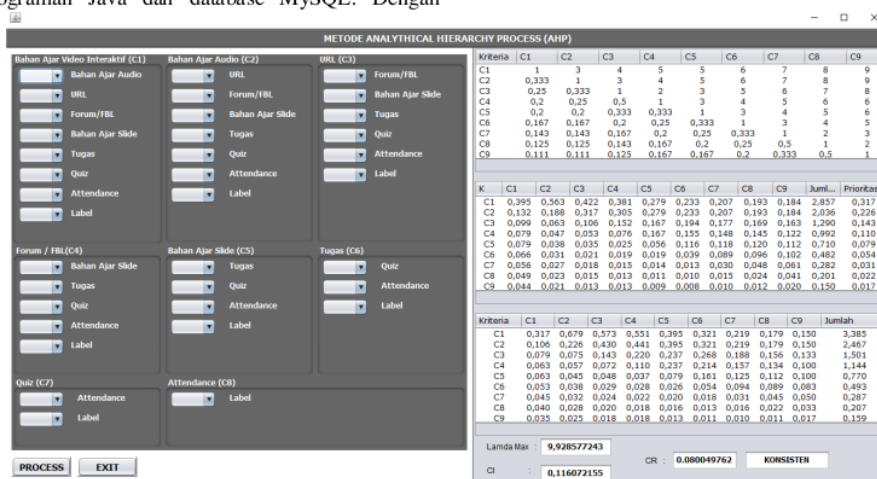 ograman Java dan database MySQL. Dengan
METODE ANALYTHICAL HIERARCHY PROCESS (AHP)
Bahan Ajar Video Interaktif (C1)
Bahan Ajar Audio
URL
Forum/FBL
Bahan Ajar Slide
Tugas
Quiz
Attendance
Label
Bahan Ajar Audio (C2)
URL
Forum/FBL
Bahan Ajar Slide
Tugas
Quiz
Attendance
Label
URL (C3)
Forum/FBL
Bahan Ajar Slide
Tugas
Quiz
Attendance
Label
Forum / FBL(C4)
Bahan Ajar Slide
Tugas
Quiz
Attendance
Label
Bahan Ajar Slide (C5)
Tugas
Quiz
Attendance
Label
Tugas (C6)
Quiz
Attendance
Label
Quiz (C7)
Attendance
Label
Attendance (C8)
Label
PROCESS EXIT
Kriteria C1 C2 C3 C4 C5 C6 C7 C8 C9
C1 1 3 4 5 5 6 7 8 9
C2 0,333 1 3 4 5 6 7 8 9
C3 0,25 0,333 1 2 3 5 6 7 8
C4 0,2 0,25 0,5 1 3 4 5 6 6
C5 0,2 0,2 0,333 0,333 1 3 4 5 6
C6 0,167 0,167 0,2 0,25 0,333 1 3 4 5
C7 0,143 0,143 0,167 0,2 0,25 0,333 1 2 3
C8 0,125 0,125 0,143 0,167 0,2 0,25 0,5 1 2
C9 0,111 0,111 0,125 0,167 0,167 0,2 0,333 0,5 1
K C1 C2 C3 C4 C5 C6 C7 C8 C9 Juml... Prioritas
C1 0,395 0,563 0,422 0,381 0,279 0,233 0,207 0,193 0,184 2,857 0,317
C2 0,132 0,188 0,317 0,305 0,279 0,233 0,207 0,193 0,184 2,036 0,226
C3 0,099 0,063 0,106 0,152 0,167 0,194 0,177 0,169 0,163 1,290 0,143
C4 0,079 0,047 0,053 0,076 0,167 0,155 0,148 0,145 0,122 0,992 0,110
C5 0,079 0,038 0,035 0,025 0,056 0,116 0,118 0,120 0,112 0,710 0,079
C6 0,066 0,031 0,021 0,019 0,019 0,039 0,089 0,096 0,102 0,482 0,054
C7 0,056 0,027 0,018 0,015 0,014 0,013 0,030 0,048 0,061 0,282 0,031
C8 0,049 0,023 0,015 0,013 0,011 0,010 0,015 0,024 0,041 0,201 0,022
C9 0,044 0,021 0,013 0,013 0,009 0,008 0,010 0,012 0,020 0,150 0,017
Kriteria C1 C2 C3 C4 C5 C6 C7 C8 C9 Jumlah
C1 0,317 0,679 0,573 0,551 0,395 0,321 0,219 0,179 0,150 3,385
C2 0,106 0,226 0,430 0,441 0,395 0,321 0,219 0,179 0,150 2,467
C3 0,079 0,075 0,143 0,220 0,237 0,268 0,188 0,156 0,133 1,501
C4 0,063 0,057 0,072 0,110 0,237 0,214 0,157 0,134 0,100 1,144
C5 0,063 0,045 0,048 0,037 0,079 0,161 0,125 0,112 0,100 0,770
C6 0,053 0,038 0,029 0,028 0,026 0,054 0,094 0,089 0,083 0,493
C7 0,045 0,032 0,024 0,022 0,020 0,018 0,031 0,045 0,050 0,287
C8 0,040 0,028 0,020 0,018 0,016 0,013 0,016 0,022 0,033 0,207
C9 0,035 0,025 0,018 0,018 0,013 0,011 0,010 0,011 0,017 0,159
Lamda Max : 9,928577243
CR : 0.080049762 KONSISTEN
CI : 0,116072155